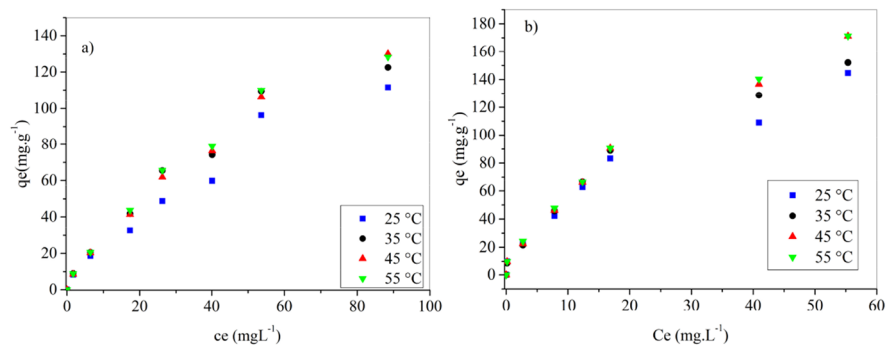 a)
140
120
100
80
60
40
20
0
qe(mg.g-1)
0 20 40 60 80 100
ce (mgL-1)
25 °C
35 °C
45 °C
55 °C
b)
180
160
140
120
100
80
60
40
20
0
qe (mg.g-1)
0 10 20 30 40 50 60
Ce (mg.L-1)
25 °C
35 °C
45 °C
55 °C